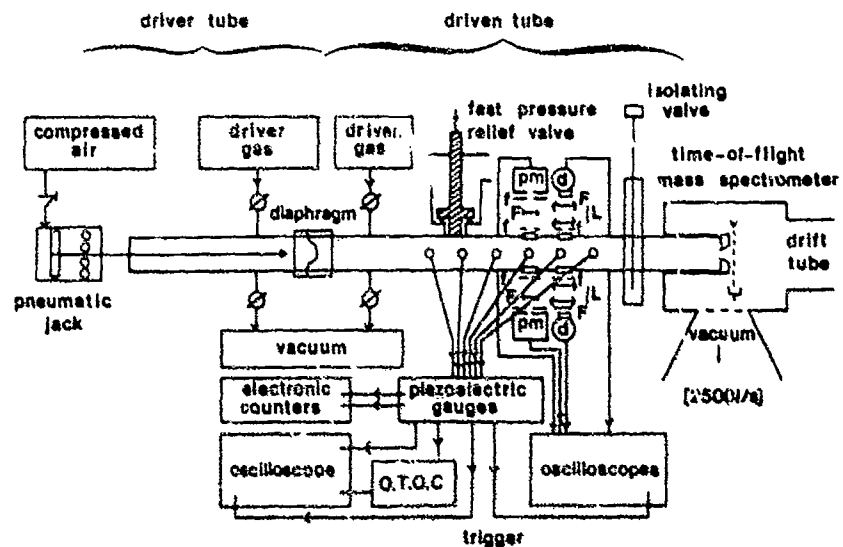 driver tube
driven tube
compressed
air
driver
gas
driver.
gas
fast pressure
relief valve
isolating
valve
time-of-flight
mass spectrometer
diaphragm
pm
d
f
F
F
L
drift
tube
pneumatic
jack
F
L
F
pm
d
vacuum
vacuum
electronic
counters
piezoelectric
gauges
oscilloscope
O.T.O.C
oscilloscopes
trigger